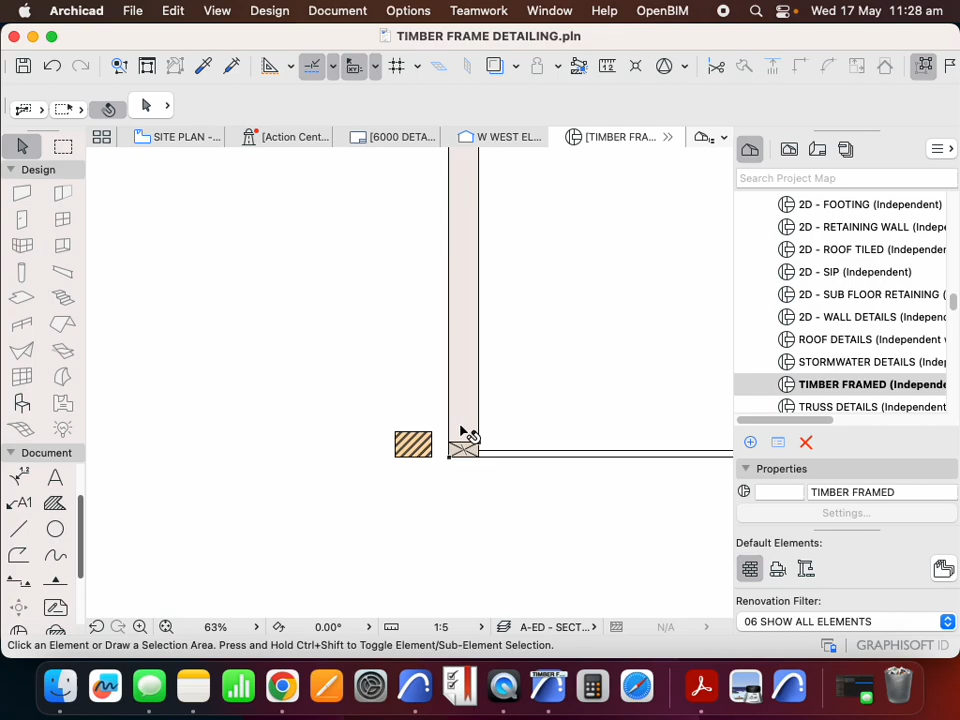 Archicad File Edit View Design Document Options Teamwork Window Help OpenBIM Wed 17 May 11:28 am
TIMBER FRAME DETAILING.pln
SITE PLAN -... [Action Cent... [6000 DETA... W WEST EL... [TIMBER FRA...
Search Project Map
Design
2D - FOOTING (Independent)
2D - RETAINING WALL (Indepe
2D - ROOF TILED (Independen
2D - SIP (Independent)
2D - SUB FLOOR RETAINING (
2D - WALL DETAILS (Independ
ROOF DETAILS (Independent w
STORMWATER DETAILS (Inde
TIMBER FRAMED (Independe
TRUSS DETAILS (Independent
Document
Properties
TIMBER FRAMED
Settings...
Default Elements:
Renovation Filter:
06 SHOW ALL ELEMENTS
63% 0.00° 1:5 A-ED - SECT... N/A
Click an Element or Draw a Selection Area. Press and Hold Ctrl+Shift to Toggle Element/Sub-Element Selection.
GRAPHISOFT ID